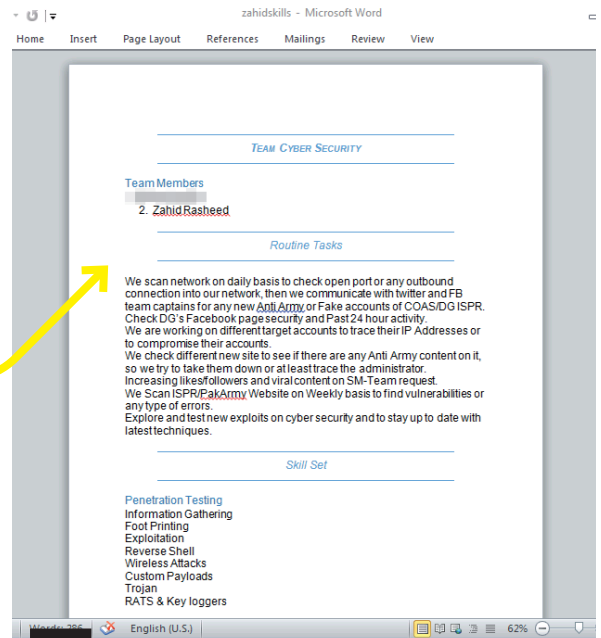 zahidskills - Microsoft Word
Home Insert Page Layout References Mailings Review View
TEAM CYBER SECURITY
Team Members
2. Zahid Rasheed
Routine Tasks
We scan network on daily basis to check open port or any outbound
connection into our network, then we communicate with twitter and FB
team captains for any new Anti Army or Fake accounts of COAS/DG ISPR.
Check DG's Facebook page security and Past 24 hour activity.
We are working on different target accounts to trace their IP Addresses or
to compromise their accounts.
We check different new site to see if there are any Anti Army content on it,
so we try to take them down or at least trace the administrator.
Increasing likes/followers and viral content on SM-Team request.
We Scan ISPR/PakArmy Website on Weekly basis to find vulnerabilities or
any type of errors.
Explore and test new exploits on cyber security and to stay up to date with
latest techniques.
Skill Set
Penetration Testing
Information Gathering
Foot Printing
Exploitation
Reverse Shell
Wireless Attacks
Custom Payloads
Trojan
RATS & Key loggers
English (U.S.) 62%